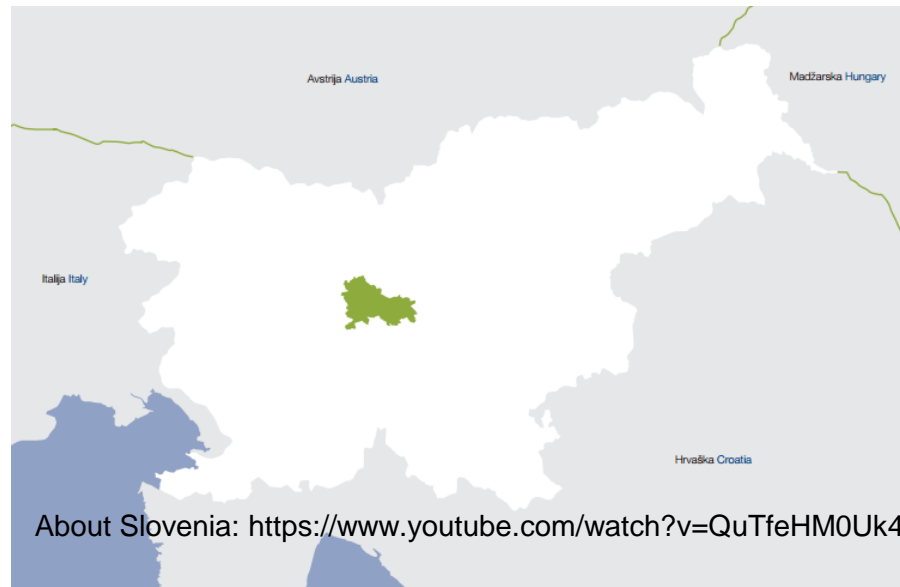 Avstrija Austria
Madžarska Hungary
Italija Italy
Hrvaška Croatia
About Slovenia: https://www.youtube.com/watch?v=QuTfeHM0Uk4